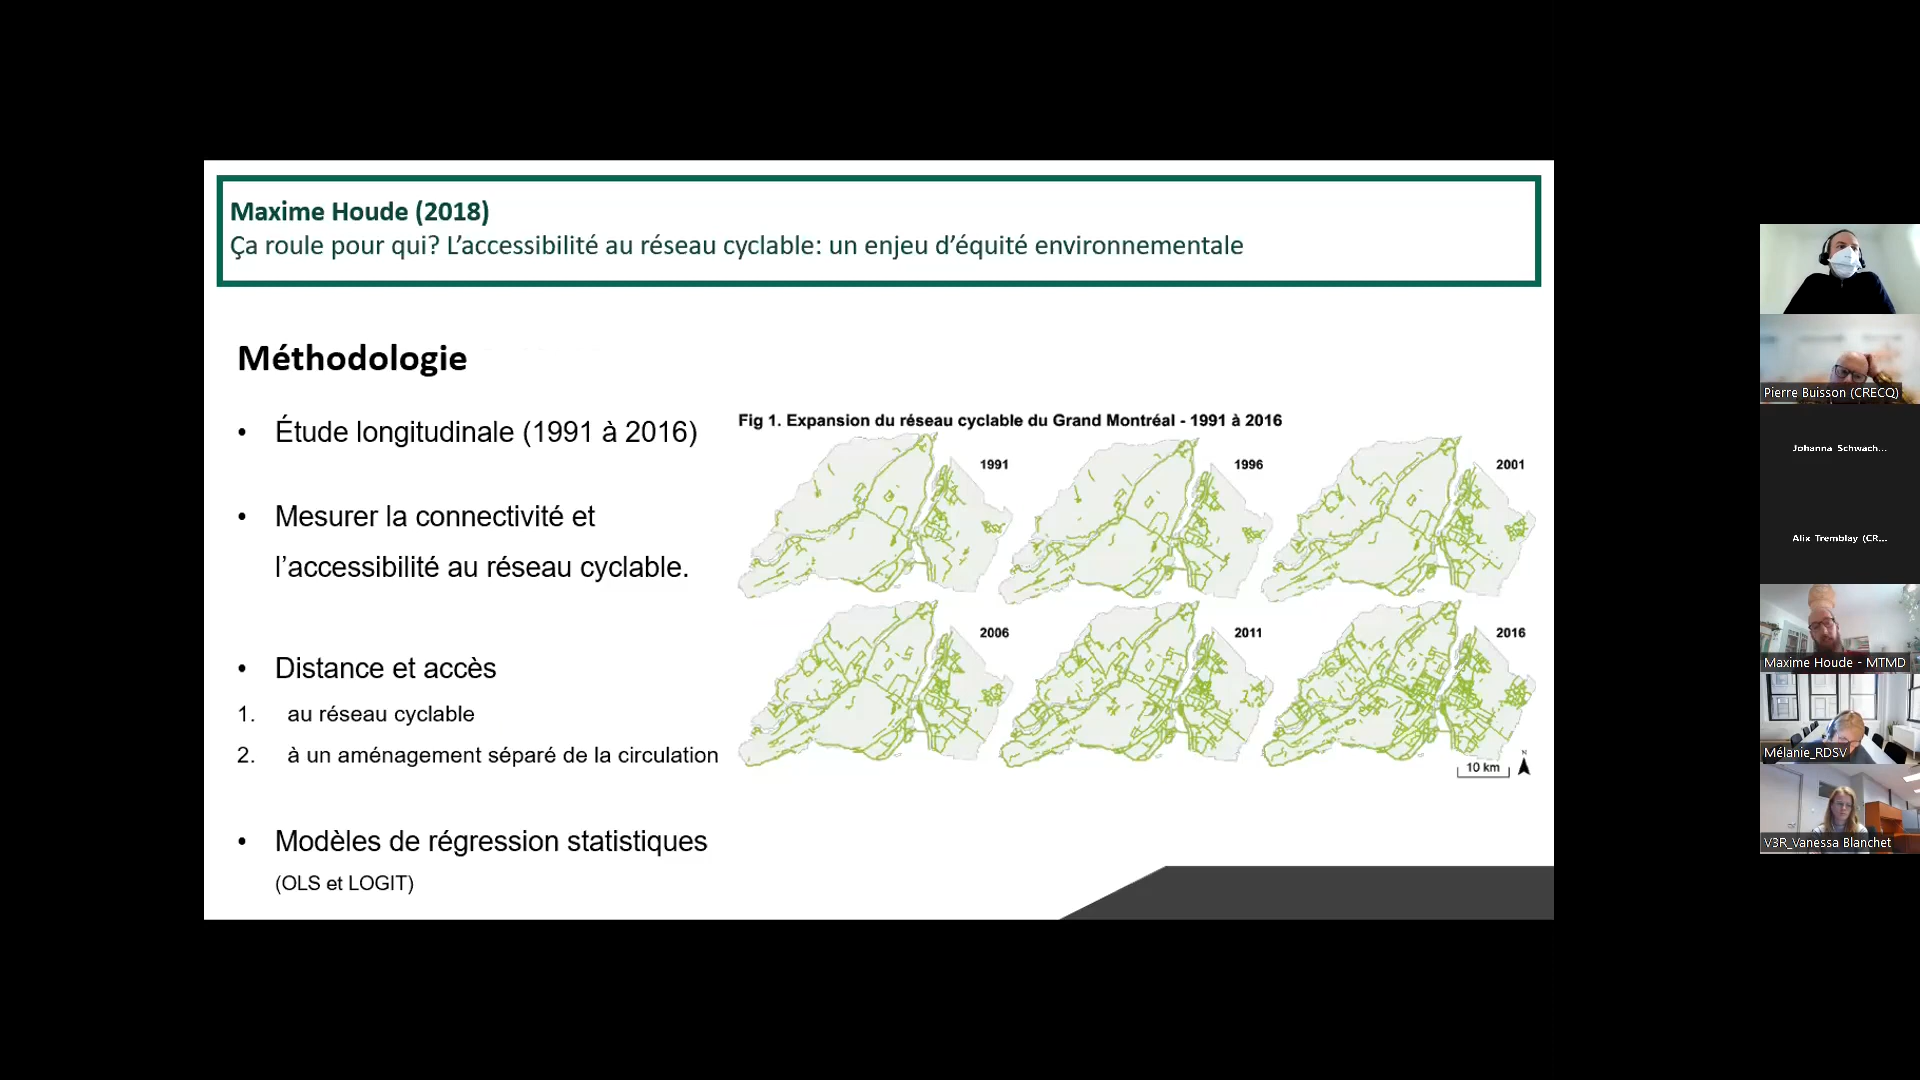 Maxime Houde (2018)
Ça roule pour qui? L'accessibilité au réseau cyclable: un enjeu d'équité environnementale
Méthodologie
• Étude longitudinale (1991 à 2016)
• Mesurer la connectivité et
l'accessibilité au réseau cyclable.
• Distance et accès
1. au réseau cyclable
2. à un aménagement séparé de la circulation
• Modèles de régression statistiques
(OLS et LOGIT)
Fig 1. Expansion du réseau cyclable du Grand Montréal - 1991 à 2016
1991
1996
2001
2006
2011
2016
N
10 km
Pierre Buisson (CRECQ)
Johanna Schwach...
Alix Tremblay (CR...
Maxime Houde - MTMD
Mélanie_RDSV
V3R_Vanessa Blanchet